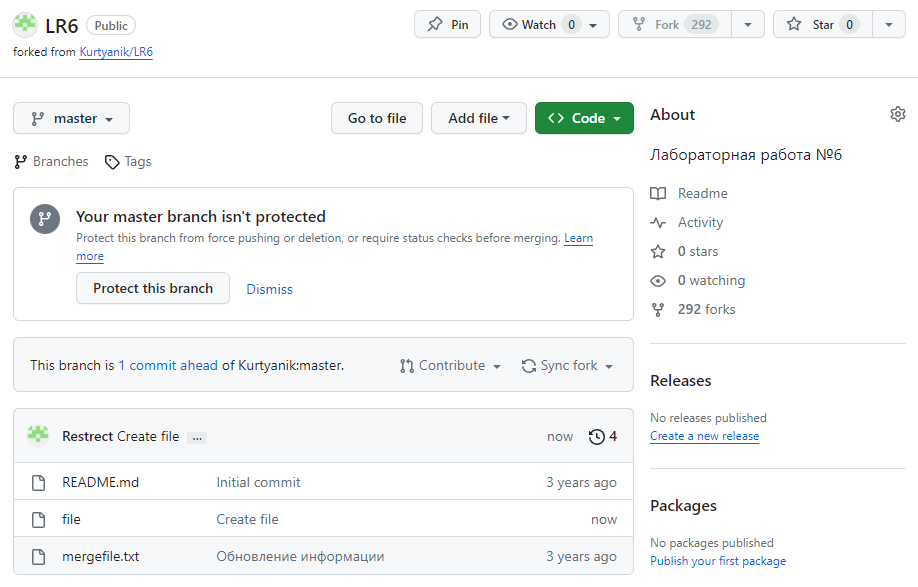 LR6 Public Pin Watch 0 Fork 292 Star 0
forked from Kurtyanik/LR6
master Go to file Add file Code
Branches Tags
Your master branch isn't protected
Protect this branch from force pushing or deletion, or require status checks before merging. Learn
more
Protect this branch Dismiss
This branch is 1 commit ahead of Kurtyanik:master. Contribute Sync fork
Restrect Create file ... now 4
README.md Initial commit 3 years ago
file Create file now
mergefile.txt Обновление информации 3 years ago
About
Лабораторная работа №6
Readme
Activity
0 stars
0 watching
292 forks
Releases
No releases published
Create a new release
Packages
No packages published
Publish your first package